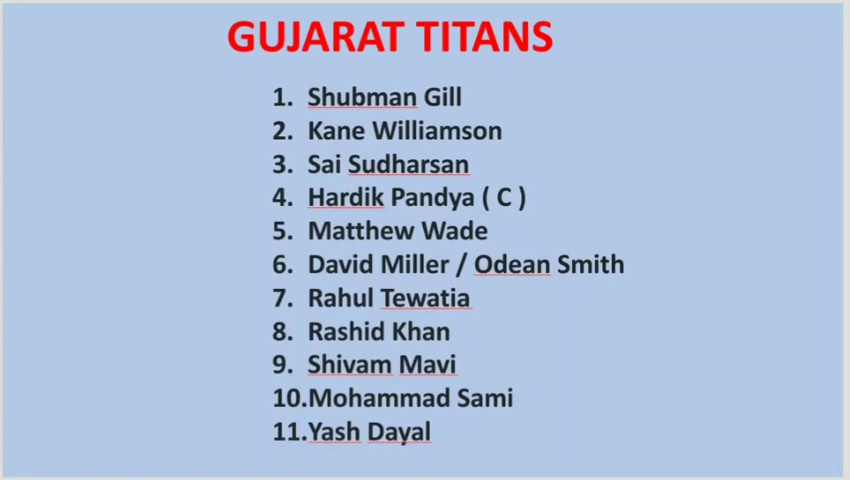 GUJARAT TITANS
1. Shubman Gill
2. Kane Williamson
3. Sai Sudharsan
4. Hardik Pandya ( C )
5. Matthew Wade
6. David Miller / Odean Smith
7. Rahul Tewatia
8. Rashid Khan
9. Shivam Mavi
10.Mohammad Sami
11.Yash Dayal